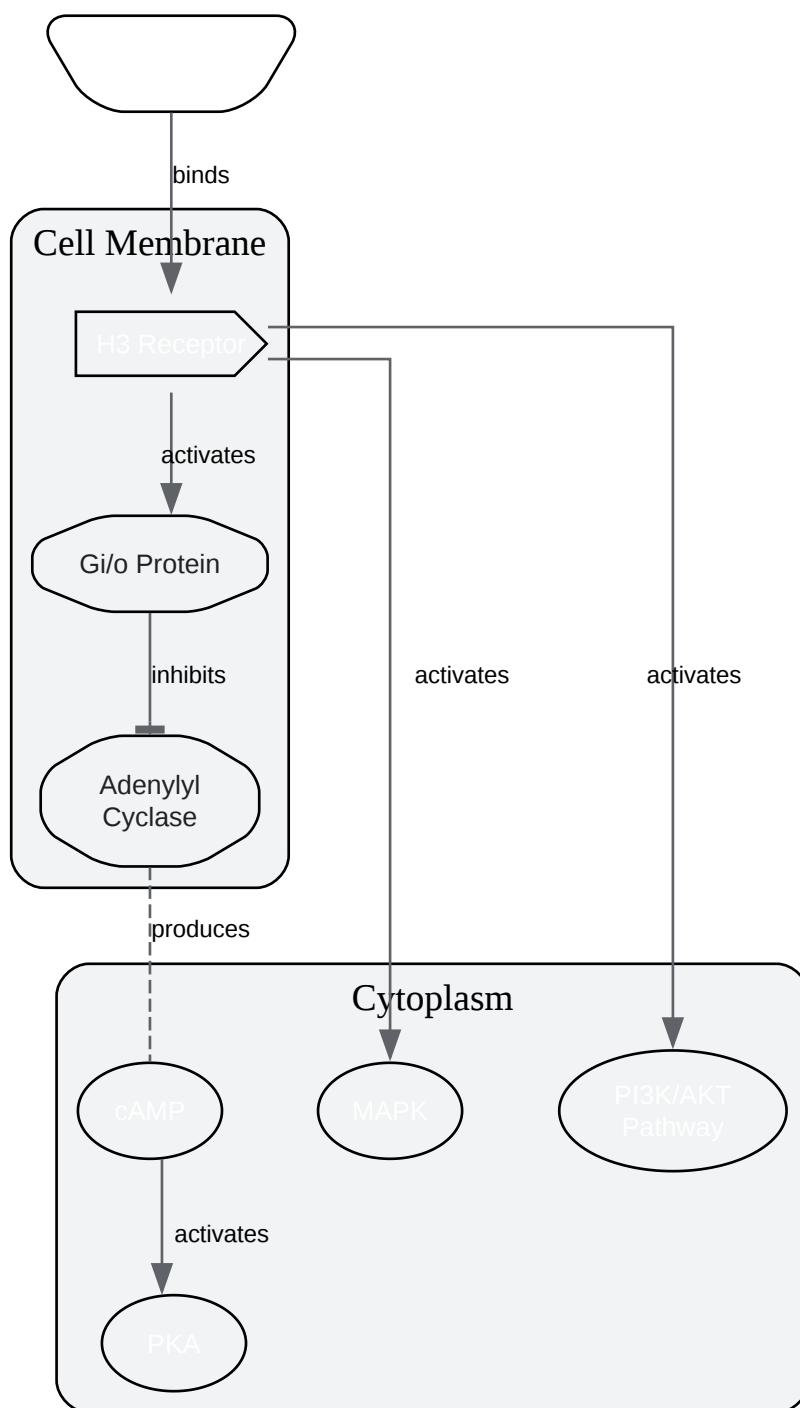 binds
Cell Membrane
H3 Receptor
activates
Gi/o Protein
inhibits
activates
activates
Adenylyl
Cyclase
produces
Cytoplasm
cAMP
MAPK
PI3K/AKT
Pathway
activates
PKA